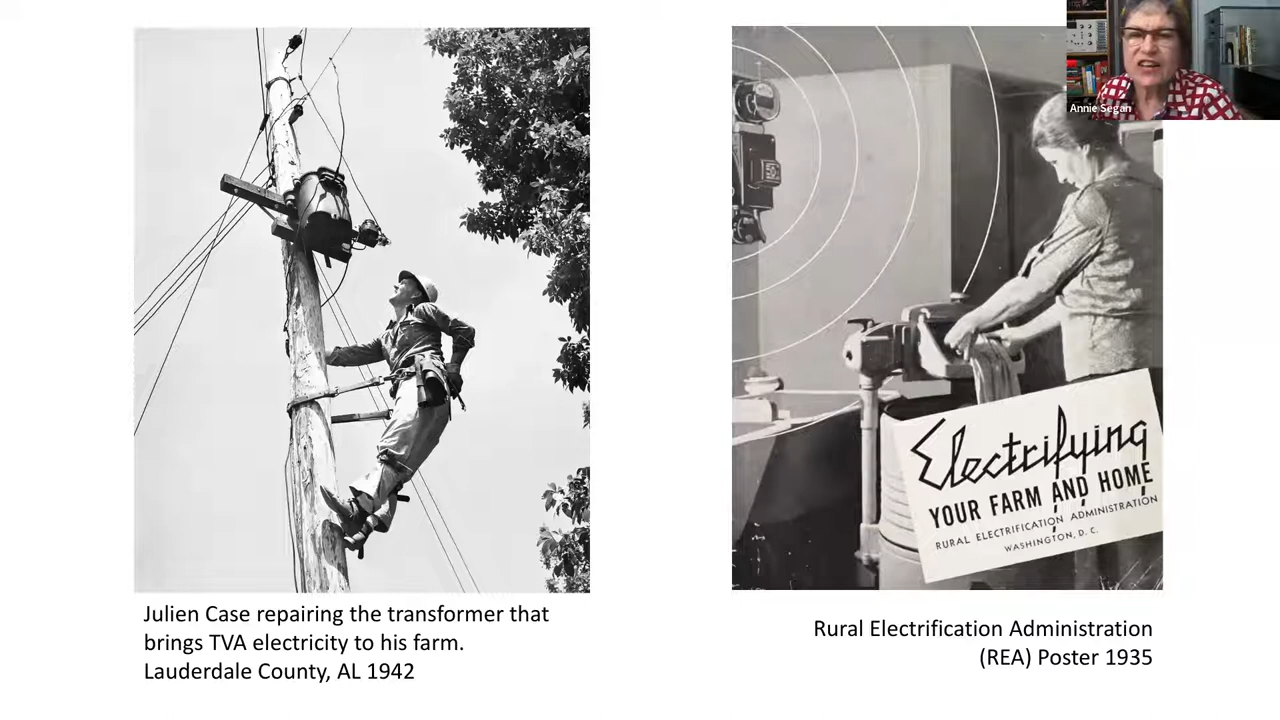 Annie Segan
Electrifying
YOUR FARM AND HOME
RURAL ELECTRIFICATION ADMINISTRATION
WASHINGTON, D. C.
Julien Case repairing the transformer that
brings TVA electricity to his farm.
Lauderdale County, AL 1942
Rural Electrification Administration
(REA) Poster 1935